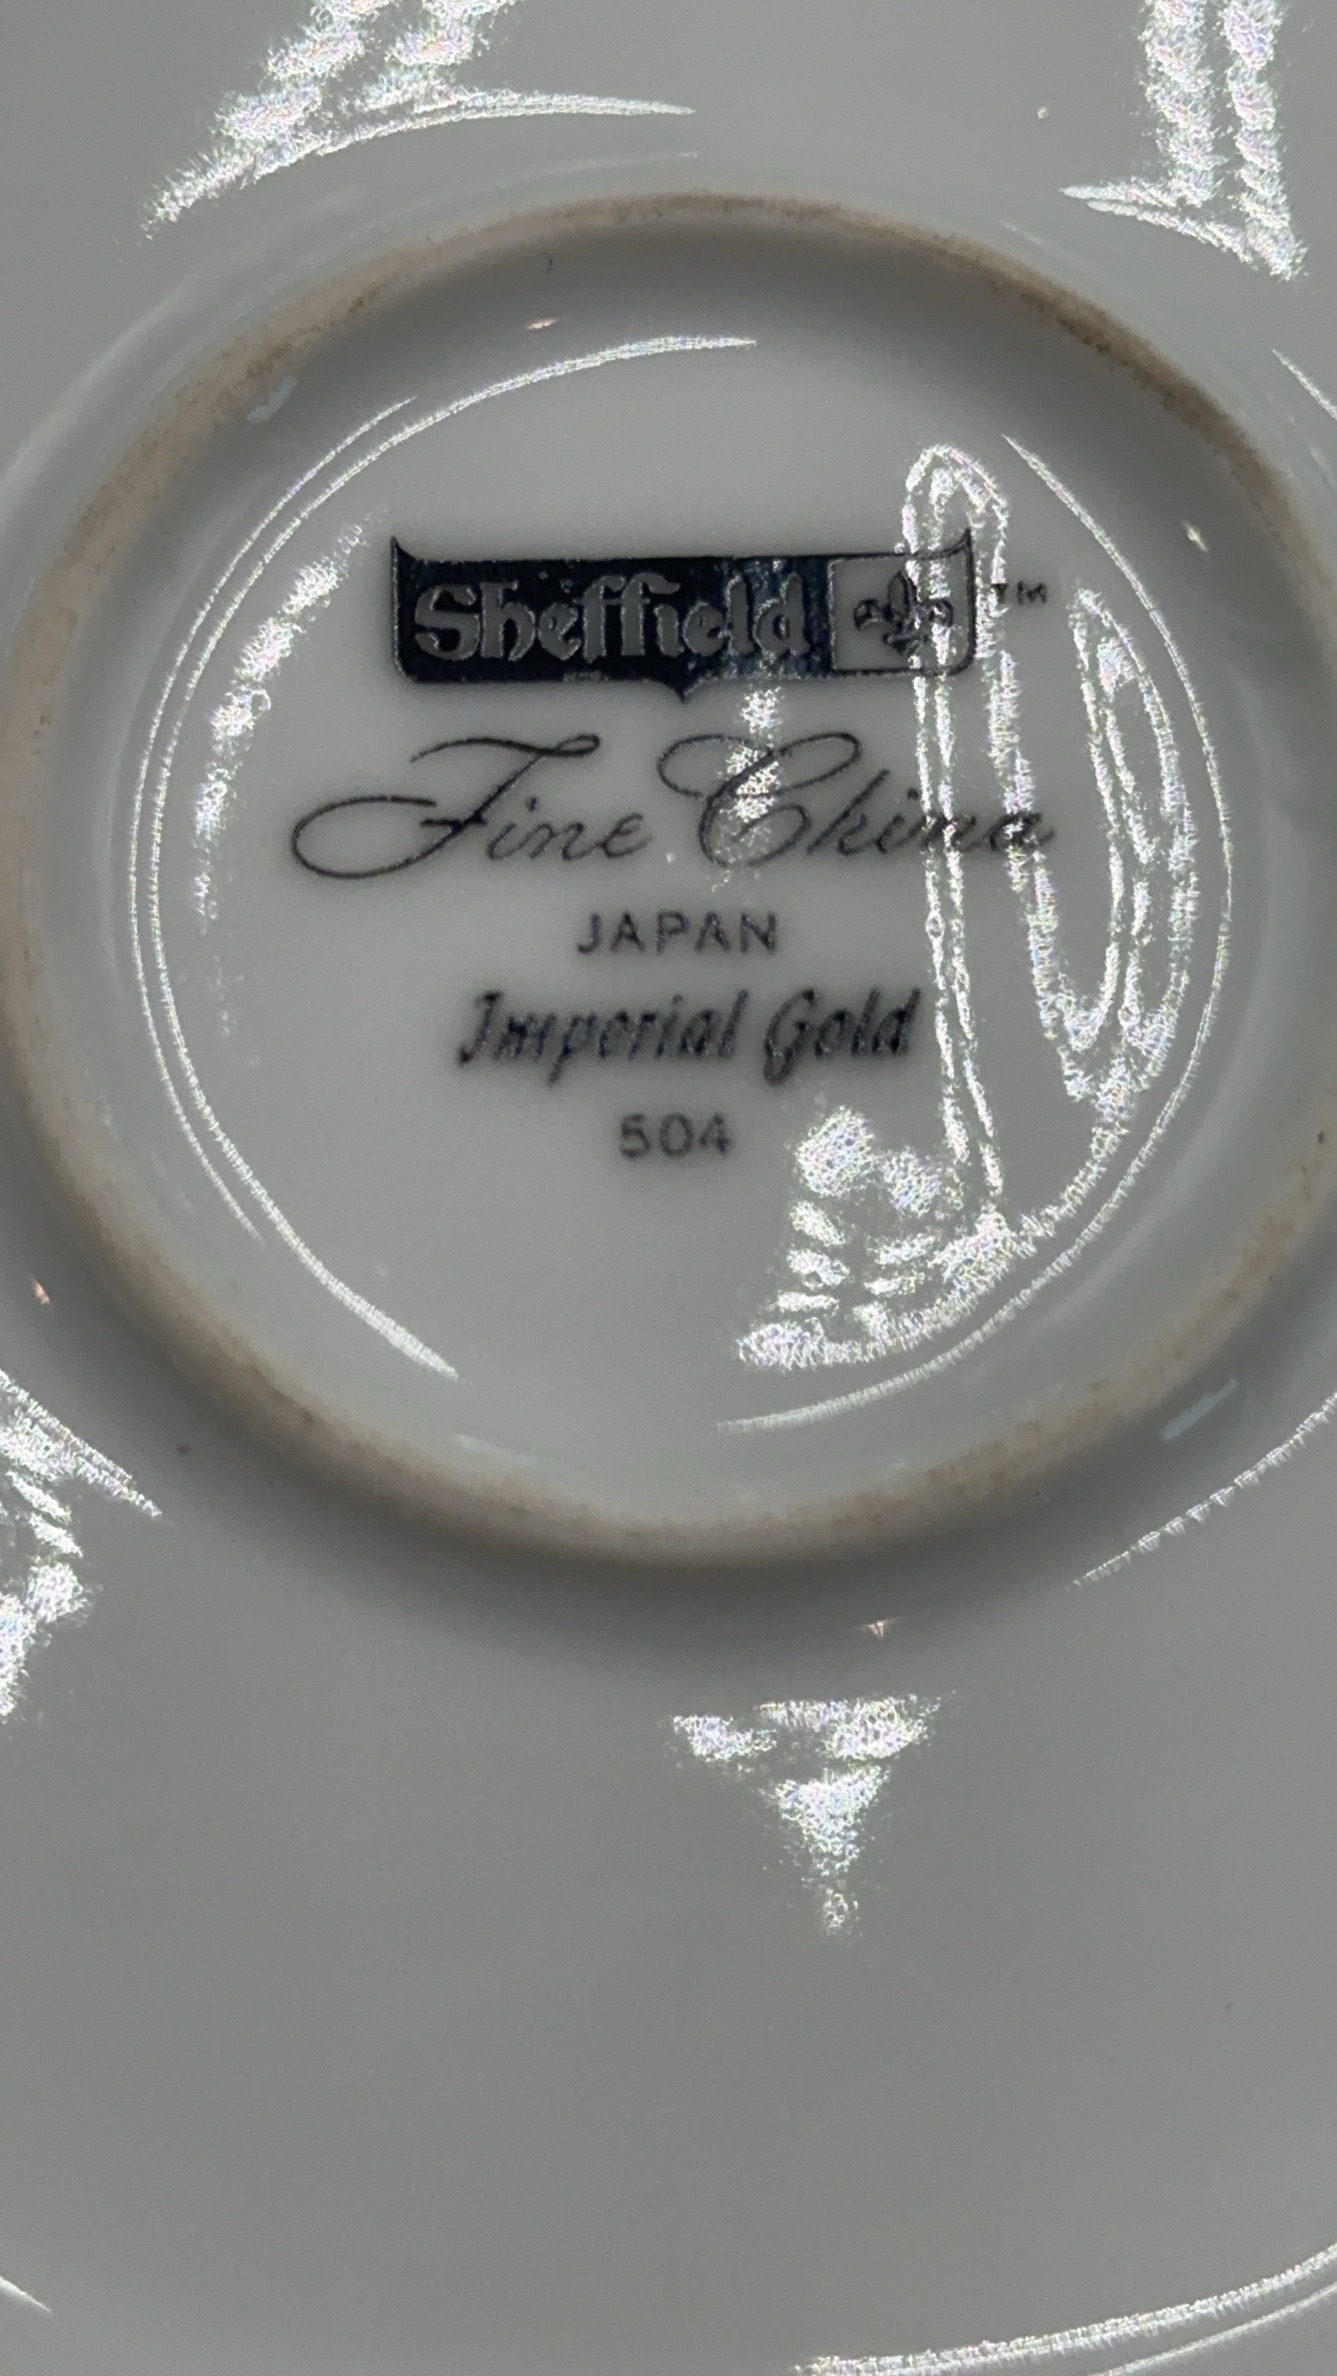 Sheffield ™
Fine China
JAPAN
Imperial Gold
504